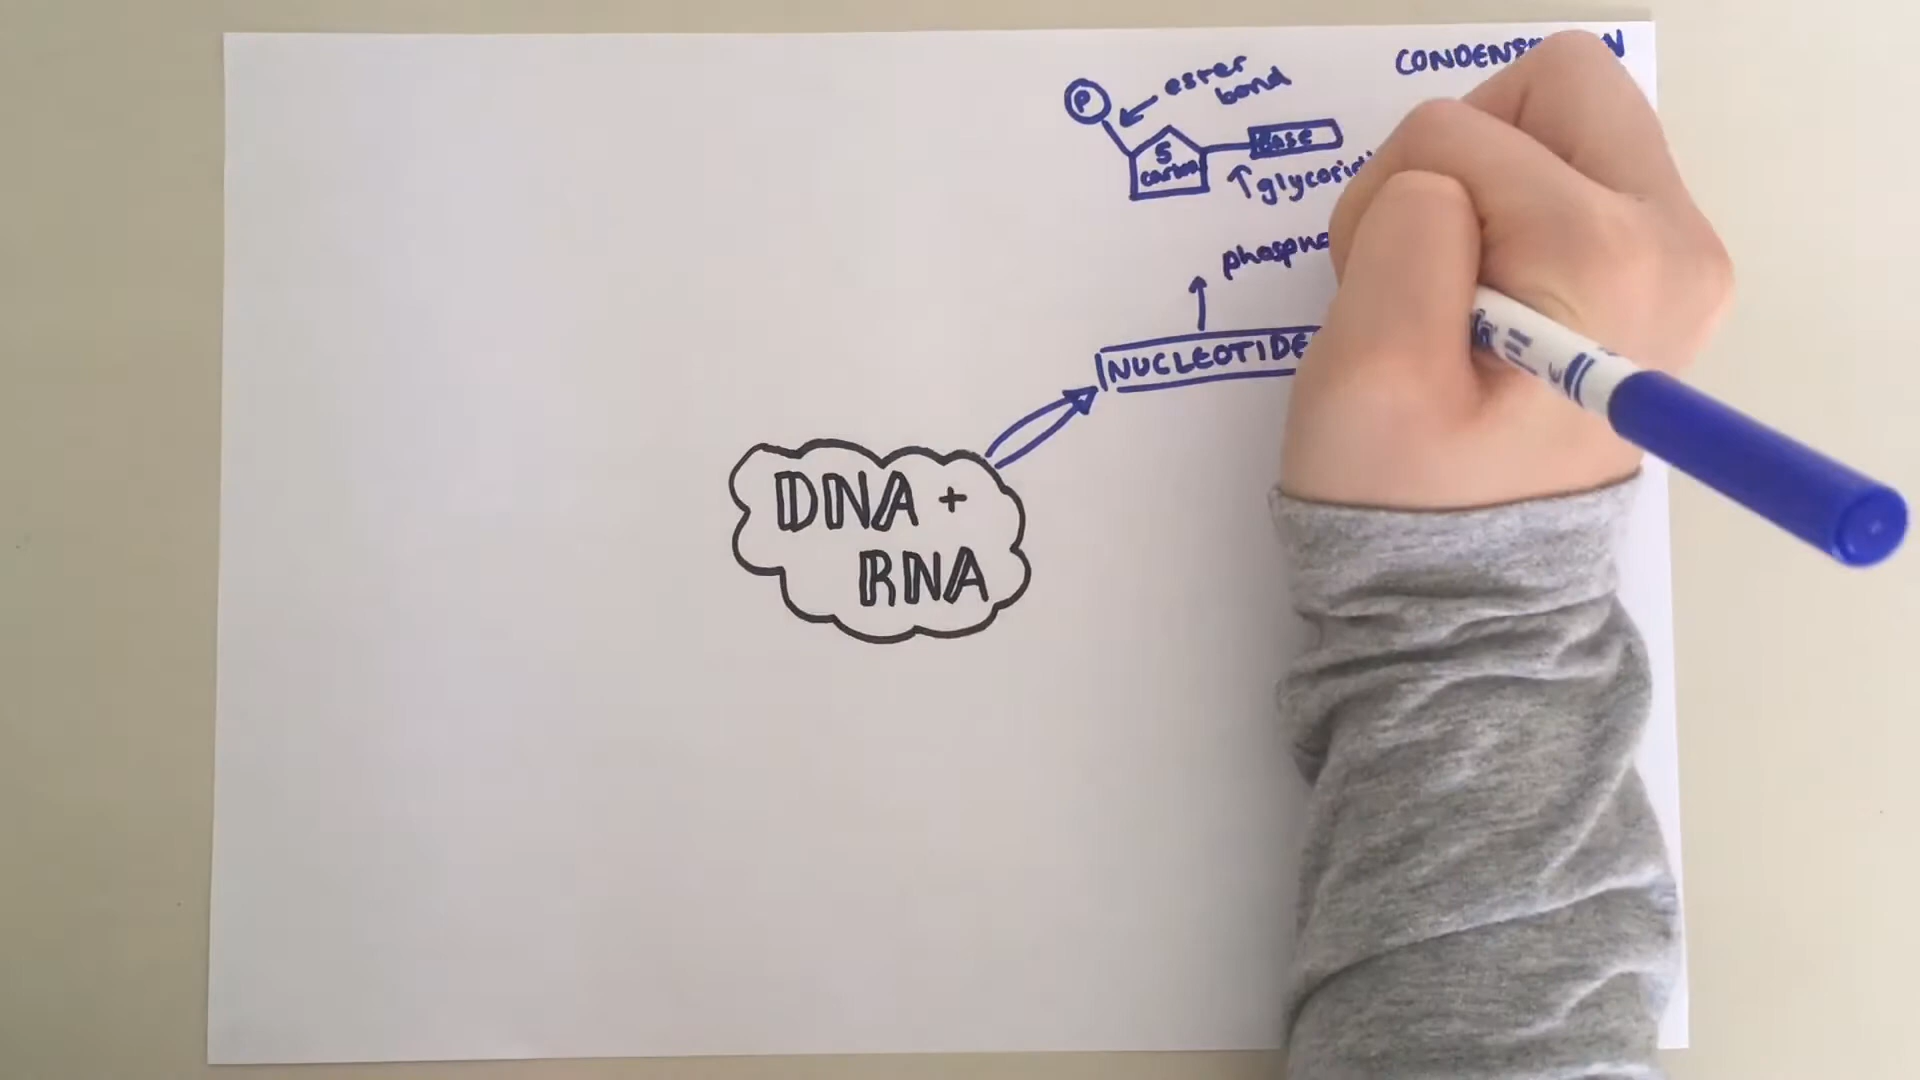 CONDENS
N
ester
bond
P
5
carbon
Base
↑glycosi
phospho
NUCLEOTIDE
DNA +
RNA